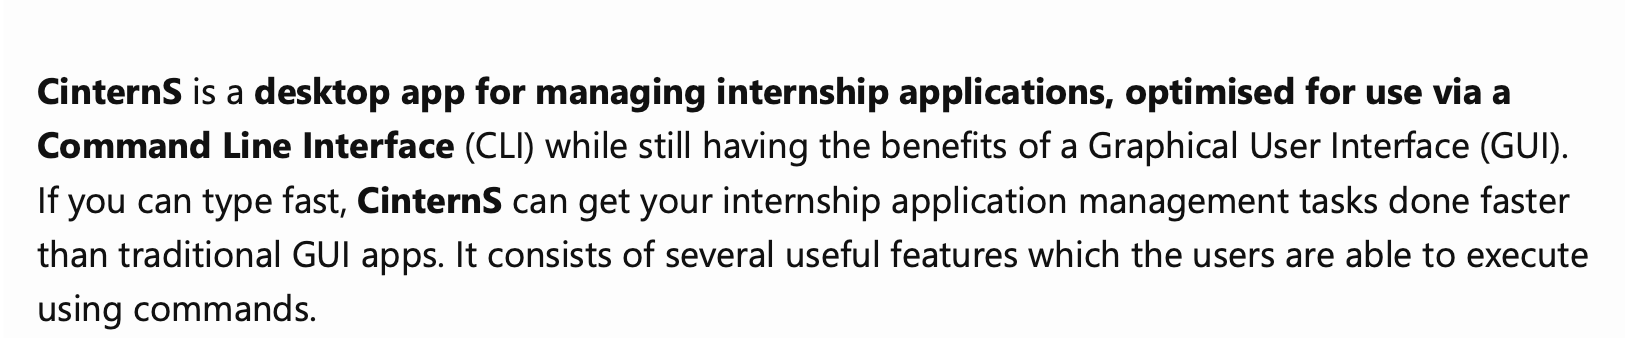 CinternS is a desktop app for managing internship applications, optimised for use via a
Command Line Interface (CLI) while still having the benefits of a Graphical User Interface (GUI).
If you can type fast, CinternS can get your internship application management tasks done faster
than traditional GUI apps. It consists of several useful features which the users are able to execute
using commands.